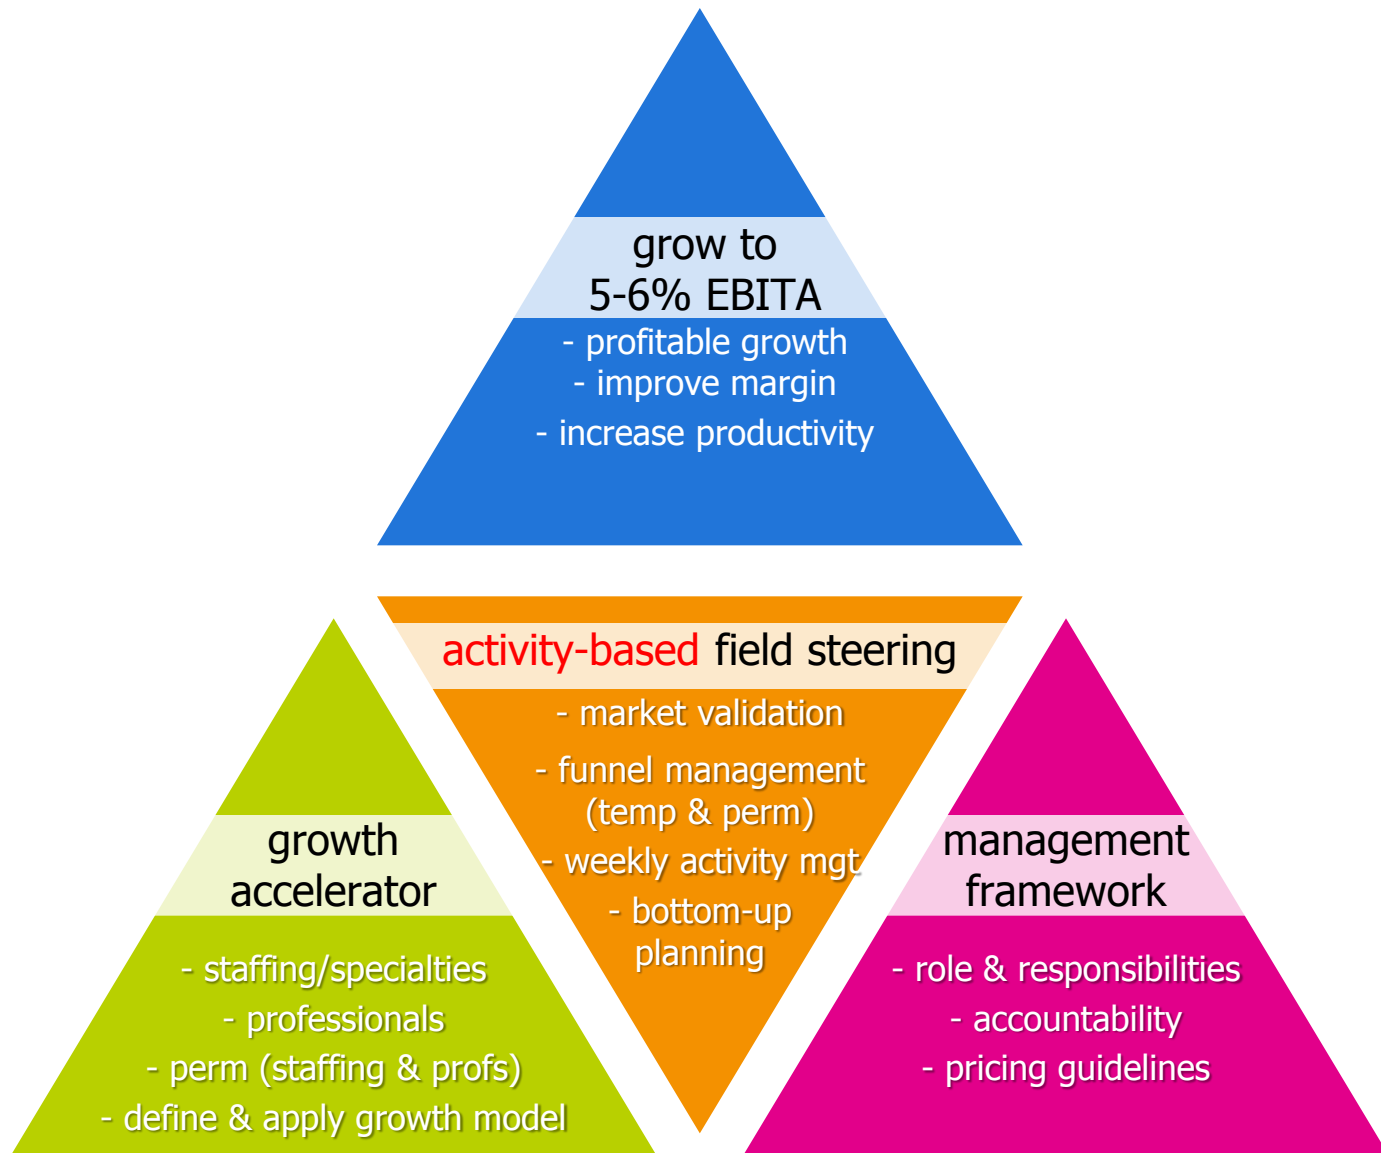 grow to
5-6% EBITA
- profitable growth
- improve margin
- increase productivity
activity-based field steering
- market validation
- funnel management
(temp & perm)
- weekly activity mgt
- bottom-up
planning
growth
accelerator
- staffing/specialties
- professionals
- perm (staffing & profs)
- define & apply growth model
management
framework
- role & responsibilities
- accountability
- pricing guidelines